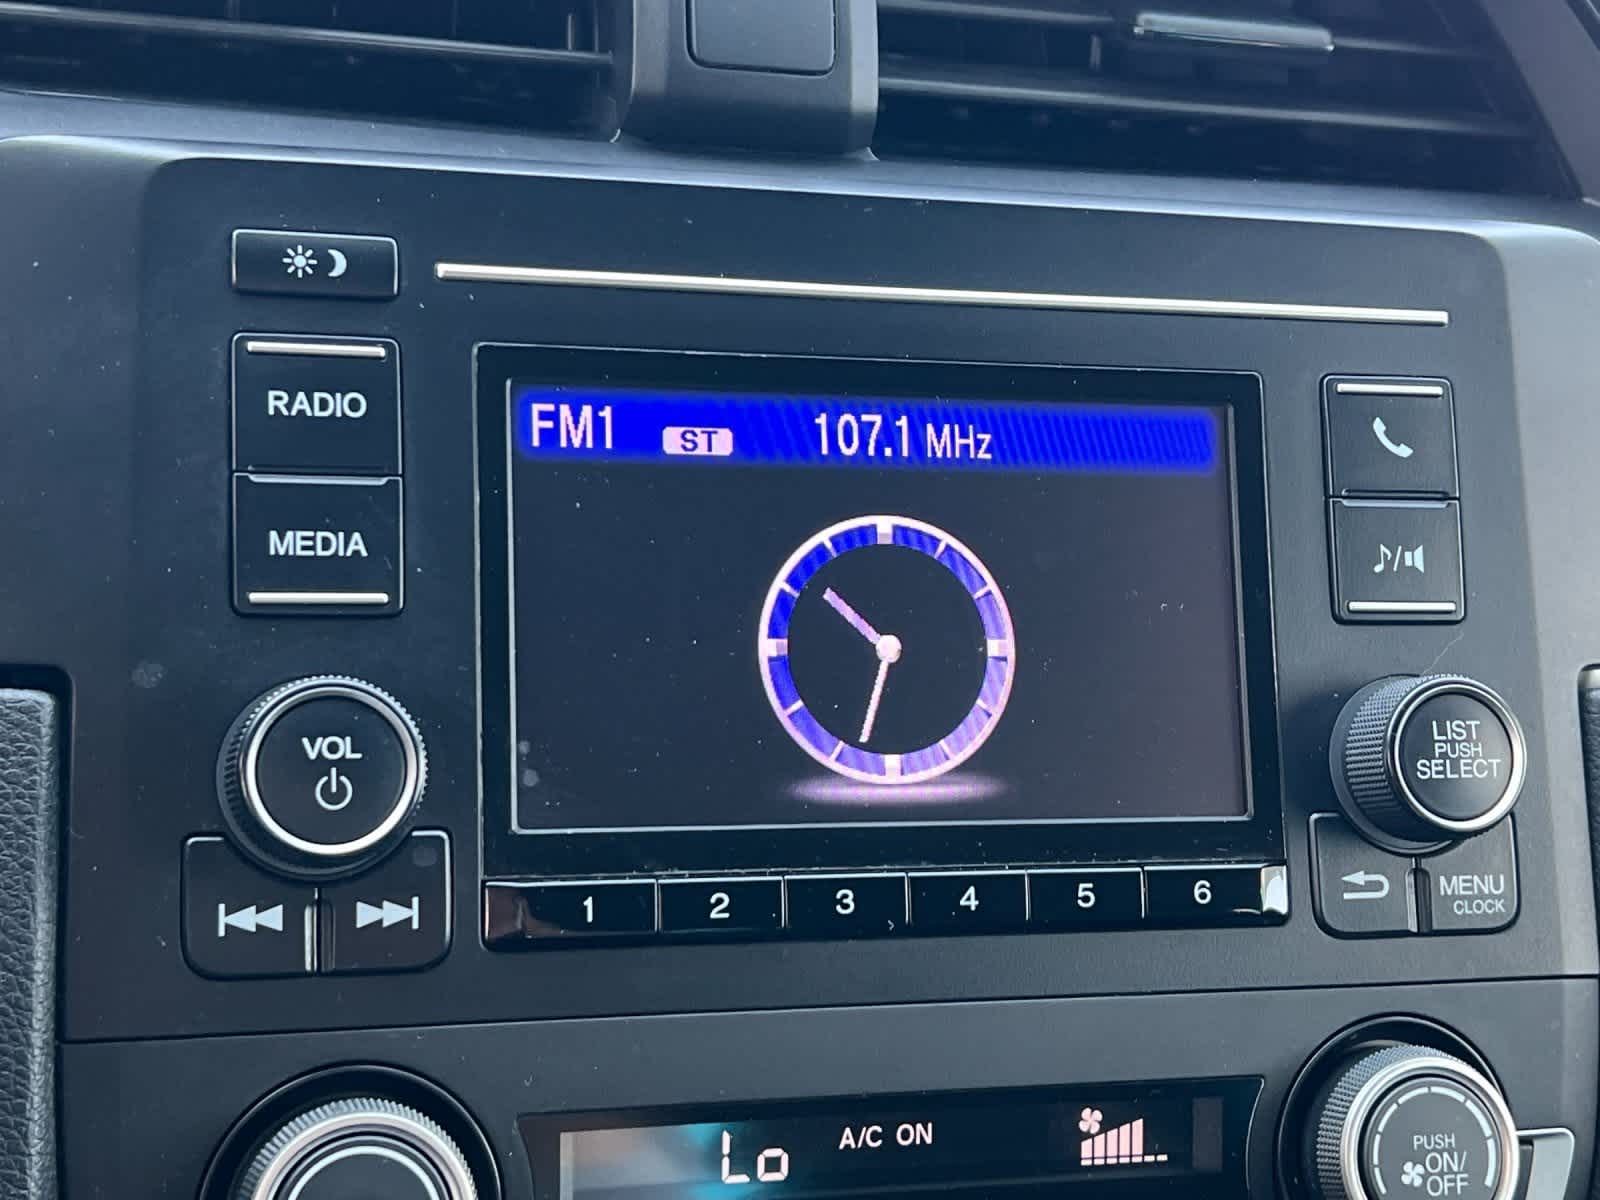 RADIO
MEDIA
FM1 ST 107.1 MHz
VOL
LIST
PUSH
SELECT
1 2 3 4 5 6
MENU
CLOCK
Lo A/C ON
PUSH
ON/
OFF